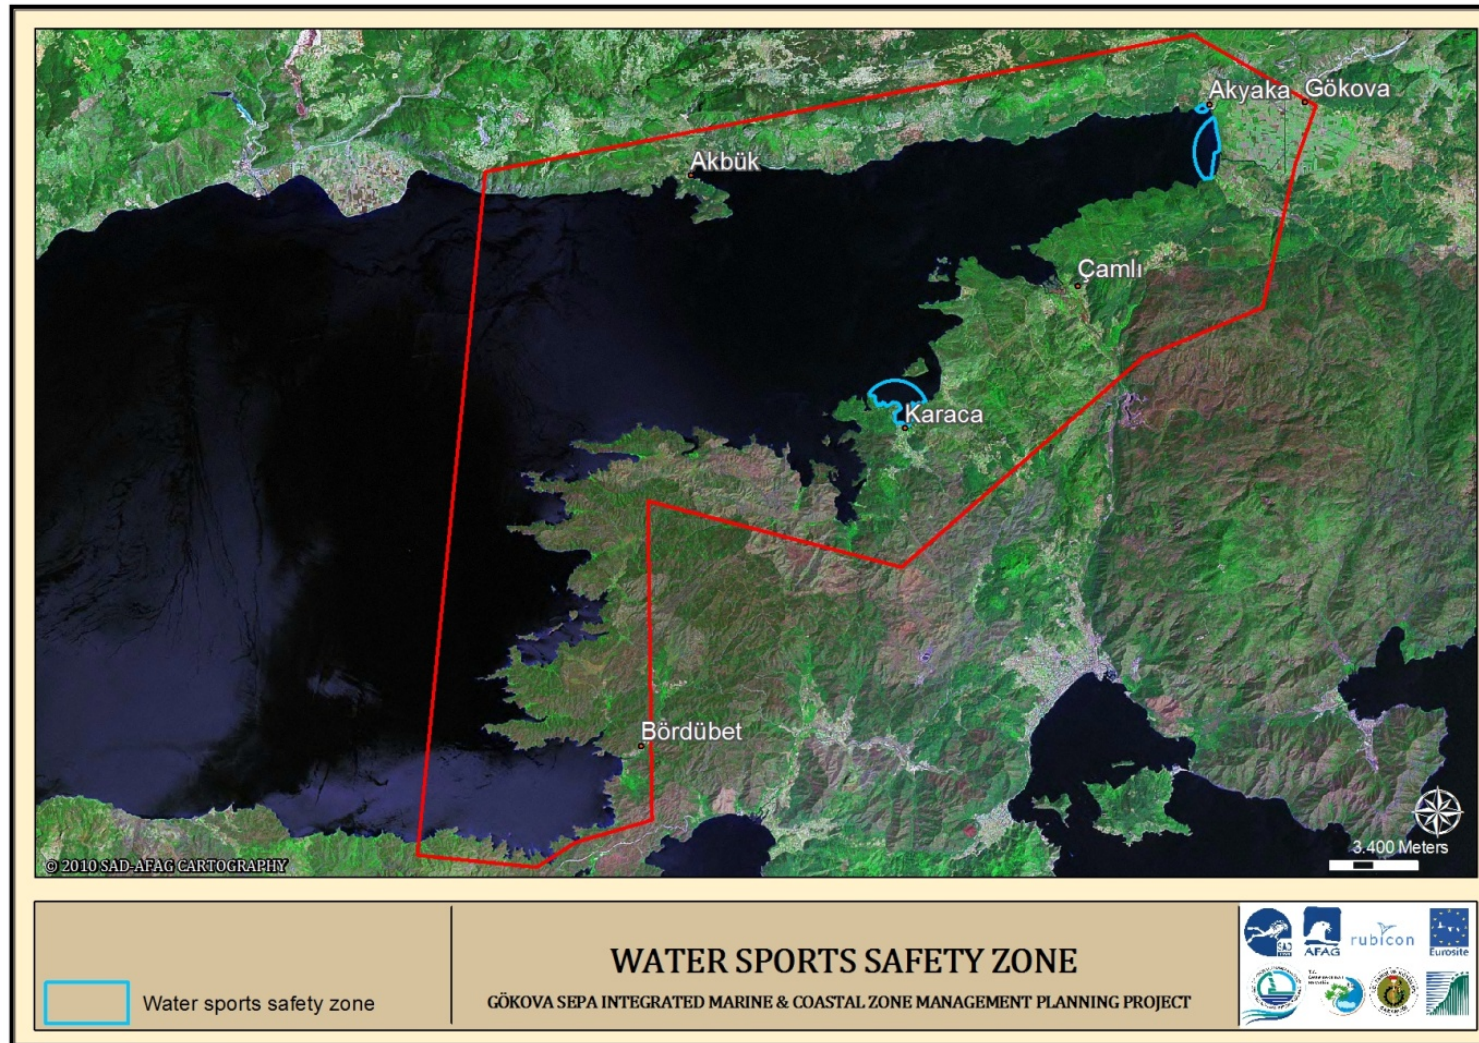 Akyaka
Gökova
Akbük
Çamlı
Karaca
Bördübet
© 2010 SAD-AFAG CARTOGRAPHY
3.400 Meters
Water sports safety zone
WATER SPORTS SAFETY ZONE
GÖKOVA SEPA INTEGRATED MARINE & COASTAL ZONE MANAGEMENT PLANNING PROJECT
SAD
AFAG
rubicon
Eurosite